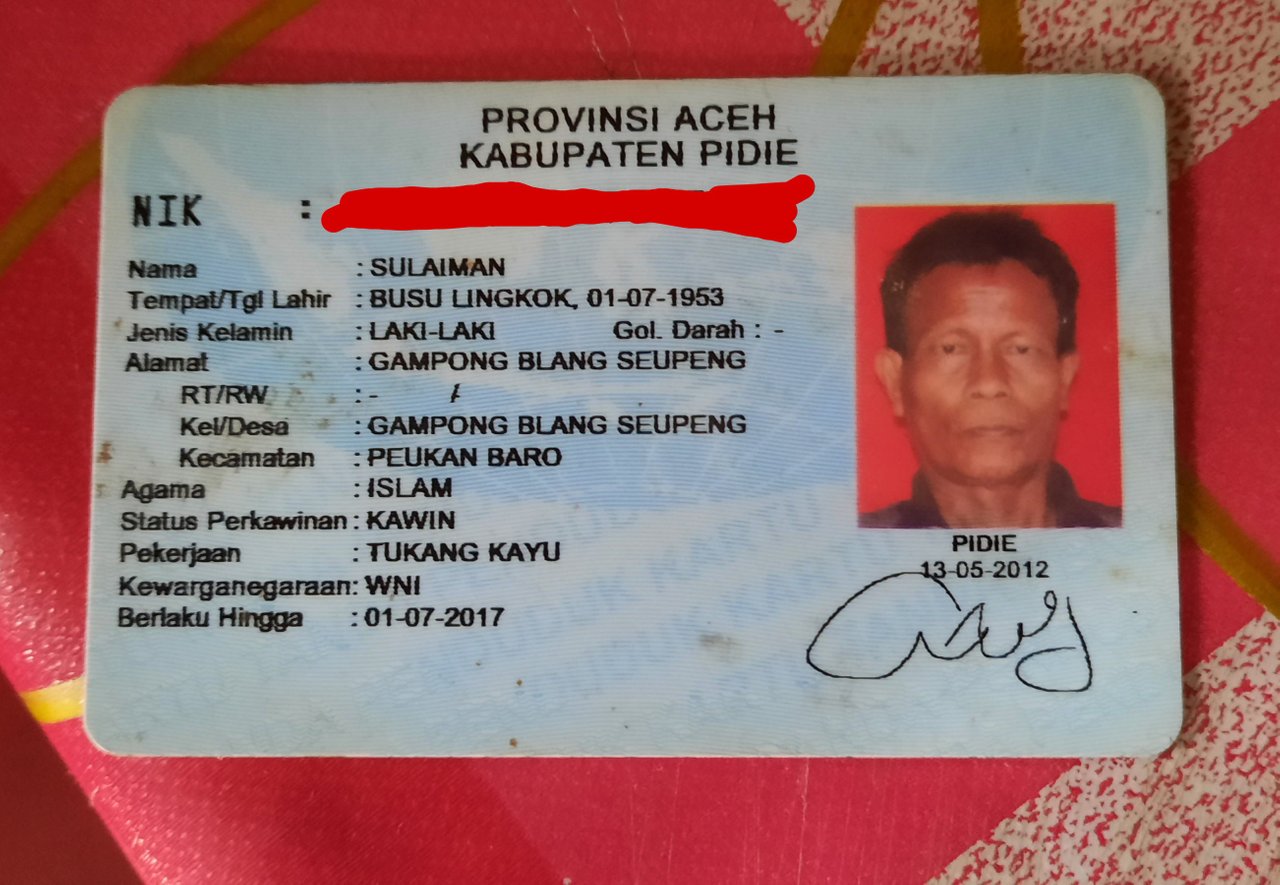 PROVINSI ACEH
KABUPATEN PIDIE
NIK :
Nama : SULAIMAN
Tempat/Tgl Lahir : BUSU LINGKOK, 01-07-1953
Jenis Kelamin : LAKI-LAKI Gol. Darah : -
Alamat : GAMPONG BLANG SEUPENG
RT/RW : - /
Kel/Desa : GAMPONG BLANG SEUPENG
Kecamatan : PEUKAN BARO
Agama : ISLAM
Status Perkawinan : KAWIN
Pekerjaan : TUKANG KAYU
Kewarganegaraan: WNI
Berlaku Hingga : 01-07-2017
PIDIE
13-05-2012